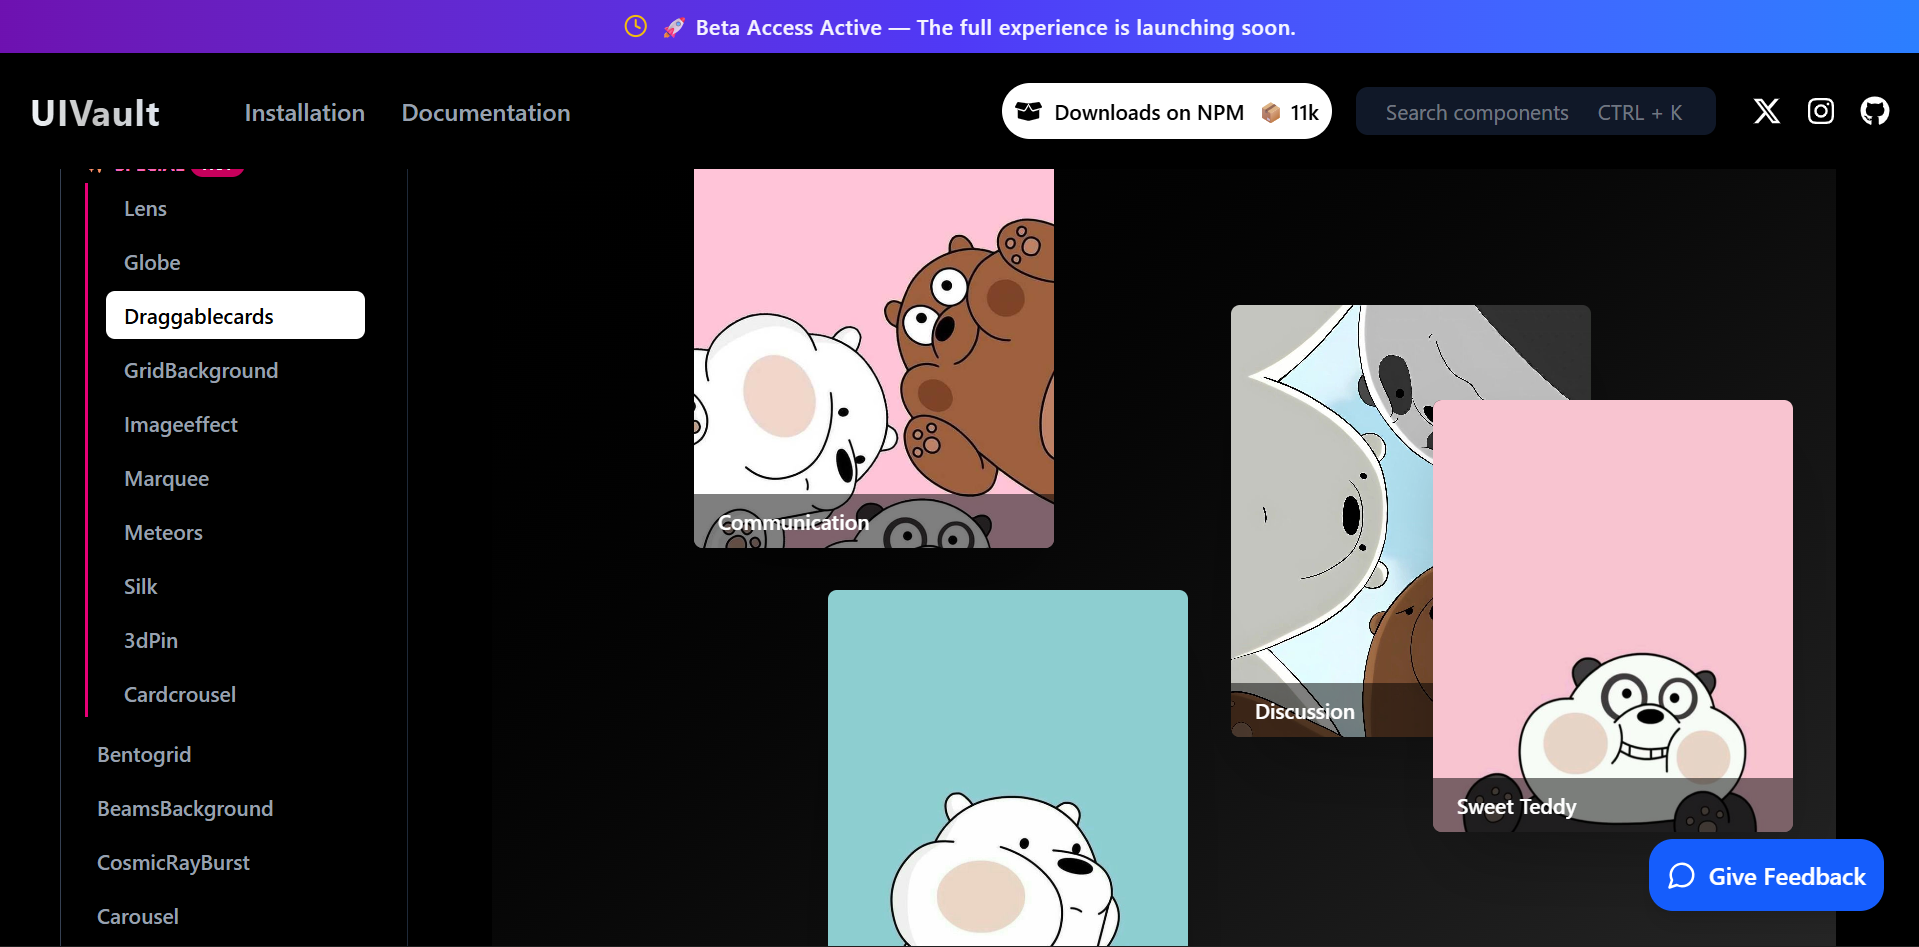 🚀 Beta Access Active — The full experience is launching soon.
UIVault
Installation
Documentation
Downloads on NPM 📦 11k
Search components CTRL + K
Lens
Globe
Draggablecards
GridBackground
Imageeffect
Marquee
Meteors
Silk
3dPin
Cardcrousel
Bentogrid
BeamsBackground
CosmicRayBurst
Carousel
Communication
Discussion
Sweet Teddy
Give Feedback